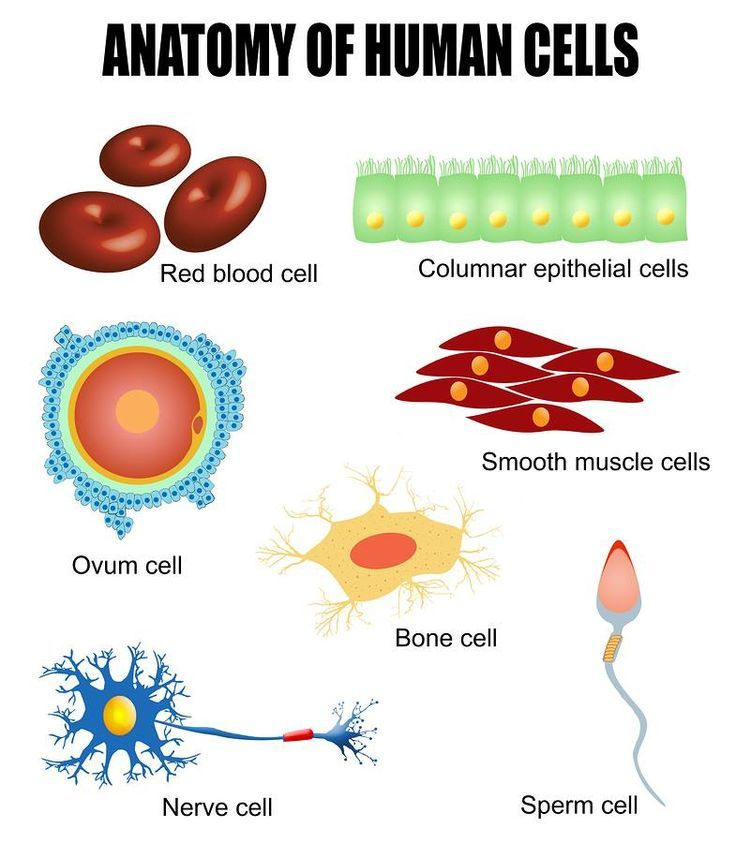 ANATOMY OF HUMAN CELLS
Red blood cell
Columnar epithelial cells
Ovum cell
Smooth muscle cells
Bone cell
Nerve cell
Sperm cell